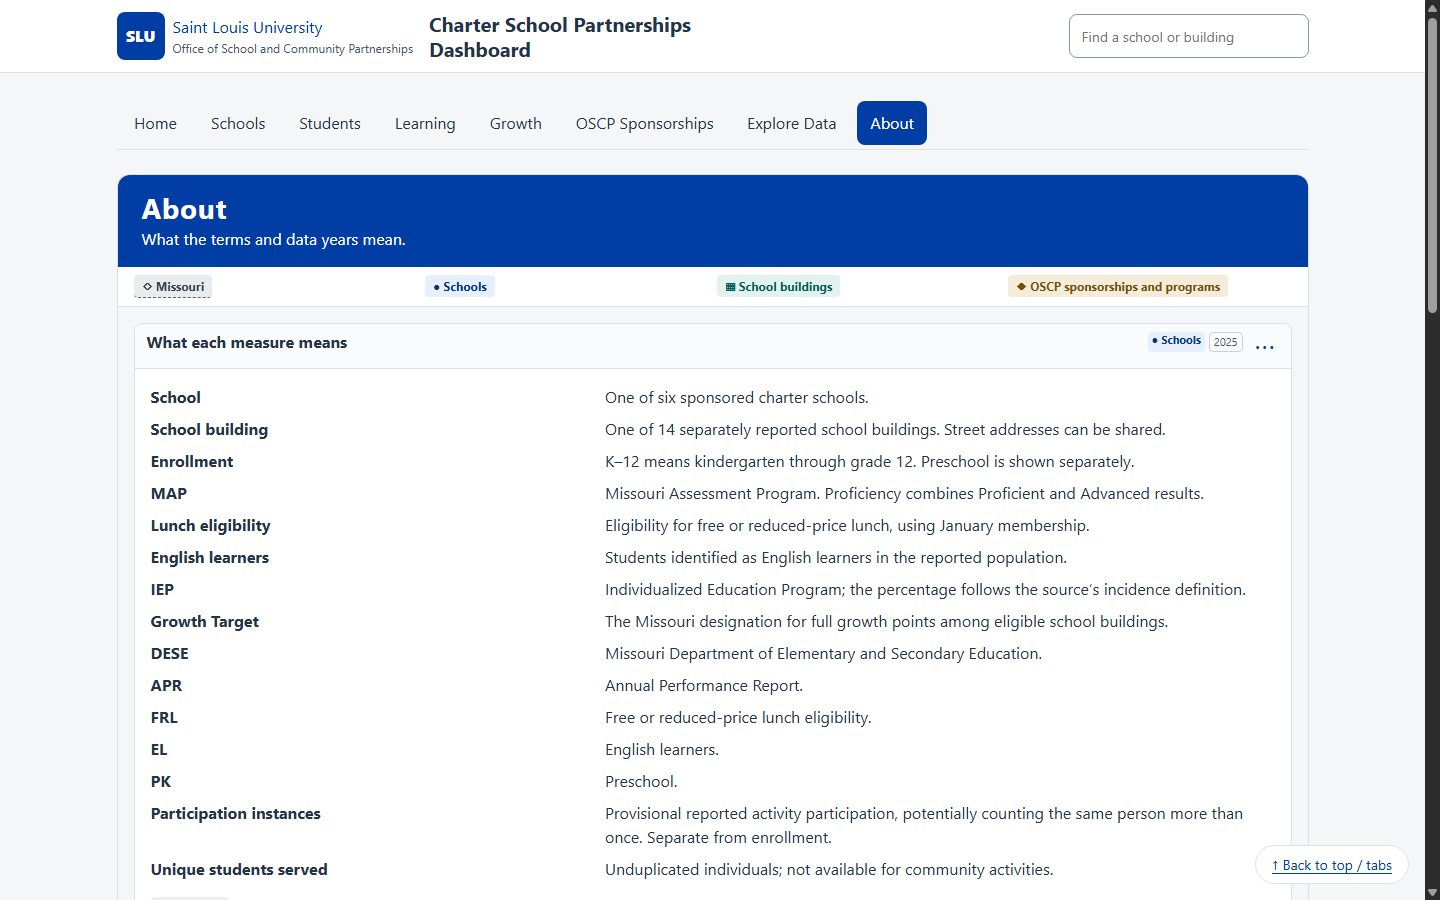 SLU
Saint Louis University
Office of School and Community Partnerships
Charter School Partnerships
Dashboard
Find a school or building
Home
Schools
Students
Learning
Growth
OSCP Sponsorships
Explore Data
About
About
What the terms and data years mean.
Missouri
Schools
School buildings
OSCP sponsorships and programs
What each measure means
Schools
2025
...
School
One of six sponsored charter schools.
School building
One of 14 separately reported school buildings. Street addresses can be shared.
Enrollment
K–12 means kindergarten through grade 12. Preschool is shown separately.
MAP
Missouri Assessment Program. Proficiency combines Proficient and Advanced results.
Lunch eligibility
Eligibility for free or reduced-price lunch, using January membership.
English learners
Students identified as English learners in the reported population.
IEP
Individualized Education Program; the percentage follows the source’s incidence definition.
Growth Target
The Missouri designation for full growth points among eligible school buildings.
DESE
Missouri Department of Elementary and Secondary Education.
APR
Annual Performance Report.
FRL
Free or reduced-price lunch eligibility.
EL
English learners.
PK
Preschool.
Participation instances
Provisional reported activity participation, potentially counting the same person more than
once. Separate from enrollment.
Unique students served
Unduplicated individuals; not available for community activities.
↑ Back to top / tabs